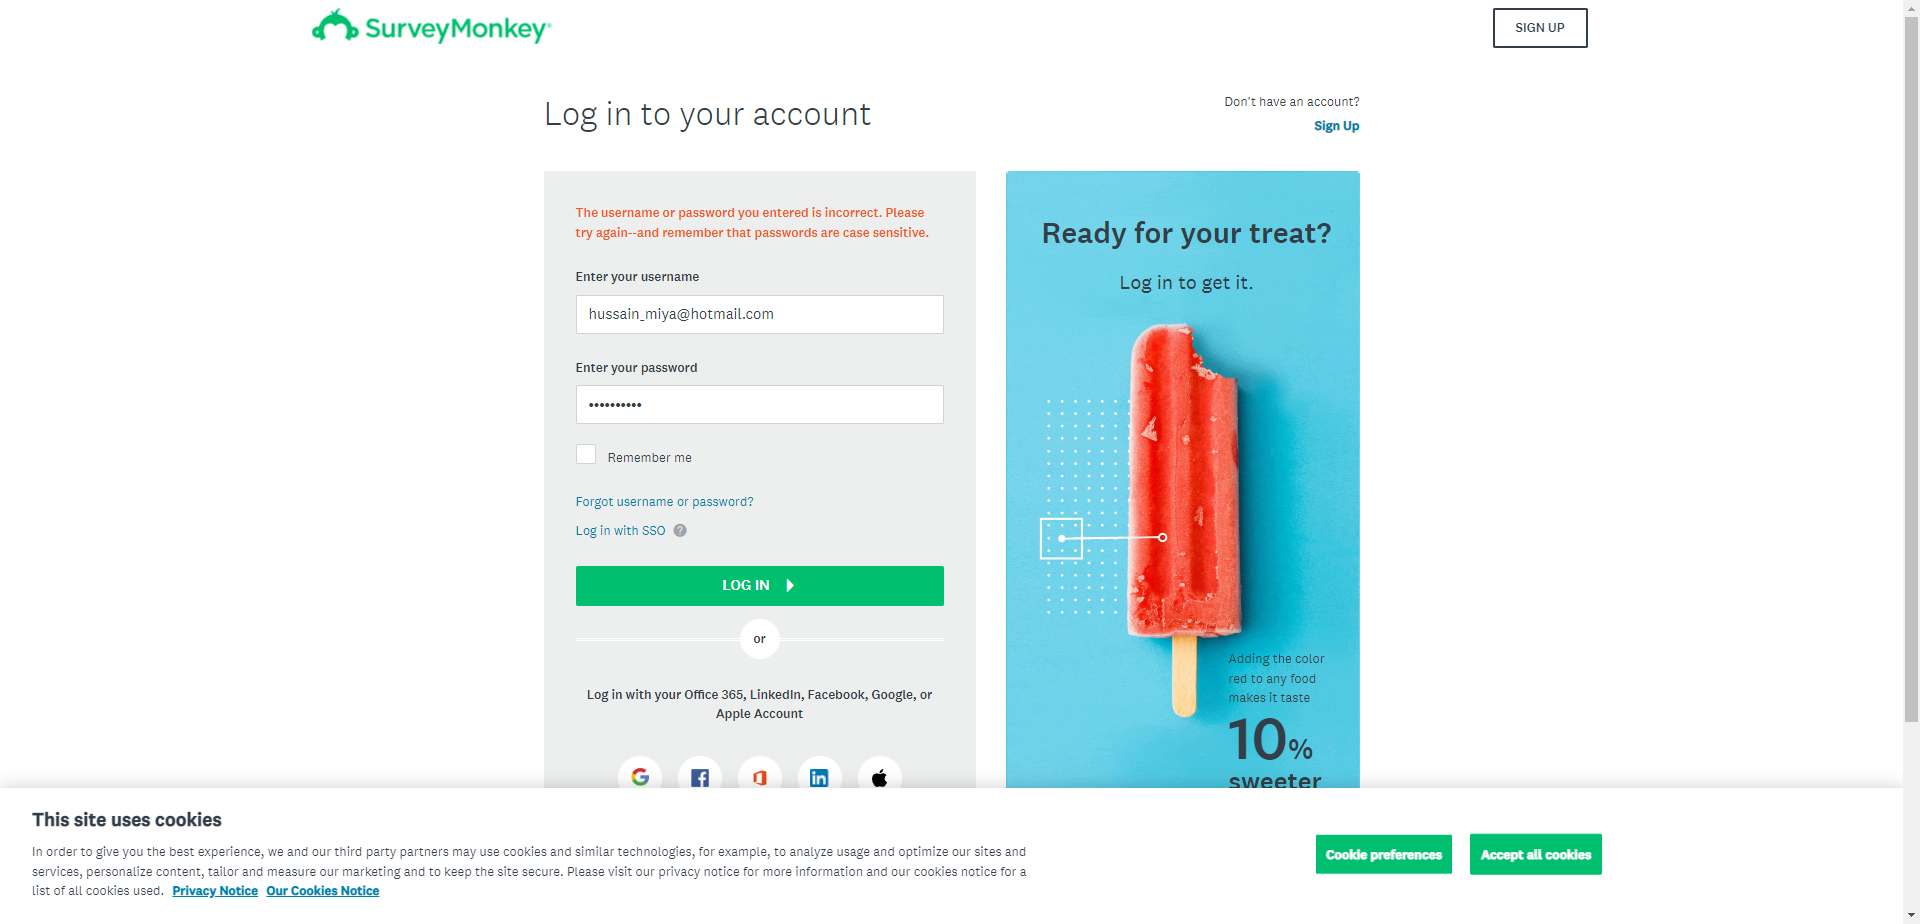 SurveyMonkey
SIGN UP
Log in to your account
Don't have an account?
Sign Up
The username or password you entered is incorrect. Please
try again--and remember that passwords are case sensitive.
Enter your username
hussain_miya@hotmail.com
Enter your password
••••••••••
Remember me
Forgot username or password?
Log in with SSO ?
LOG IN
or
Log in with your Office 365, LinkedIn, Facebook, Google, or
Apple Account
Ready for your treat?
Log in to get it.
Adding the color
red to any food
makes it taste
10%
sweeter
This site uses cookies
In order to give you the best experience, we and our third party partners may use cookies and similar technologies, for example, to analyze usage and optimize our sites and
services, personalize content, tailor and measure our marketing and to keep the site secure. Please visit our privacy notice for more information and our cookies notice for a
list of all cookies used. Privacy Notice Our Cookies Notice
Cookie preferences
Accept all cookies